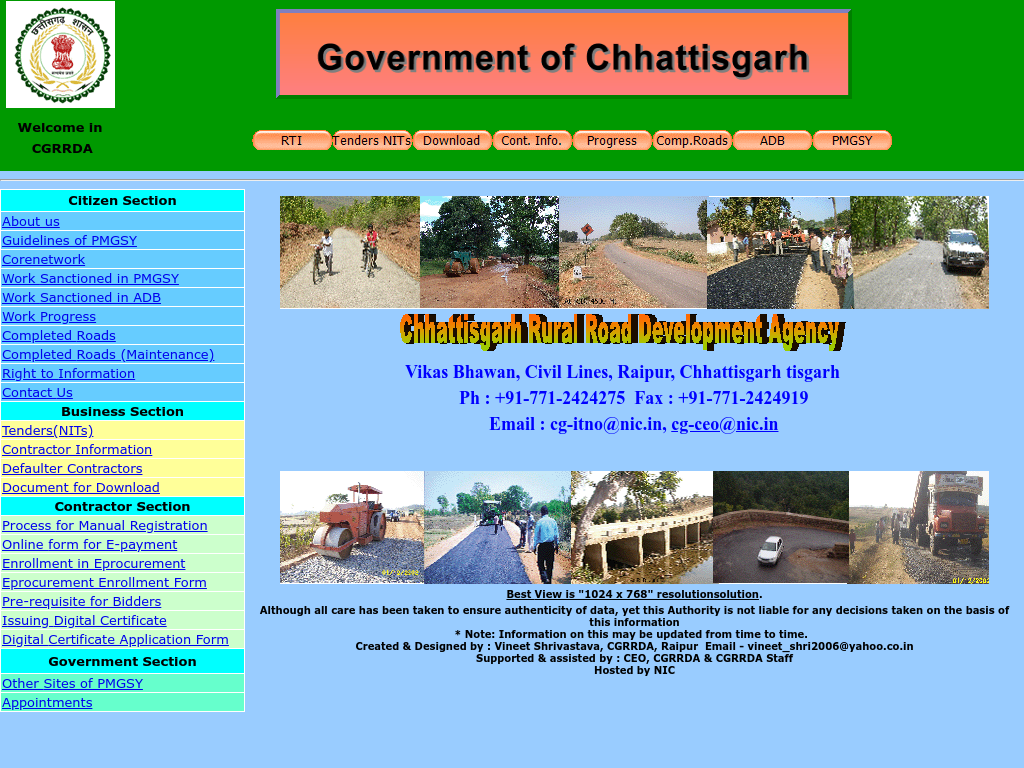 छत्तीसगढ़ शासन
Government of Chhattisgarh
Welcome in
CGRRDA
RTI
Tenders NITs
Download
Cont. Info.
Progress
Comp.Roads
ADB
PMGSY
Citizen Section
About us
Guidelines of PMGSY
Corenetwork
Work Sanctioned in PMGSY
Work Sanctioned in ADB
Work Progress
Completed Roads
Completed Roads (Maintenance)
Right to Information
Contact Us
Business Section
Tenders(NITs)
Contractor Information
Defaulter Contractors
Document for Download
Contractor Section
Process for Manual Registration
Online form for E-payment
Enrollment in Eprocurement
Eprocurement Enrollment Form
Pre-requisite for Bidders
Issuing Digital Certificate
Digital Certificate Application Form
Government Section
Other Sites of PMGSY
Appointments
Chhattisgarh Rural Road Development Agency
Vikas Bhawan, Civil Lines, Raipur, Chhattisgarh tisgarh
Ph : +91-771-2424275 Fax : +91-771-2424919
Email : cg-itno@nic.in, cg-ceo@nic.in
Best View is "1024 x 768" resolutionsolution.
Although all care has been taken to ensure authenticity of data, yet this Authority is not liable for any decisions taken on the basis of
this information
* Note: Information on this may be updated from time to time.
Created & Designed by : Vineet Shrivastava, CGRRDA, Raipur Email - vineet_shri2006@yahoo.co.in
Supported & assisted by : CEO, CGRRDA & CGRRDA Staff
Hosted by NIC